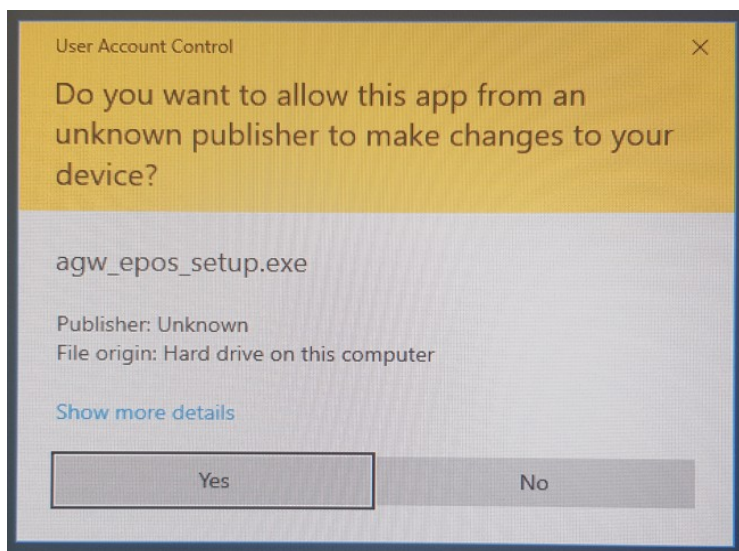 User Account Control
Do you want to allow this app from an
unknown publisher to make changes to your
device?
agw_epos_setup.exe
Publisher: Unknown
File origin: Hard drive on this computer
Show more details
Yes No